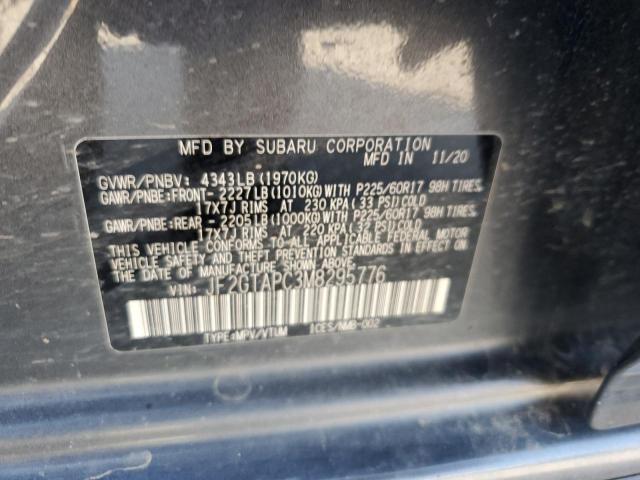 MFD BY SUBARU CORPORATION
MFD IN 11/20
GVWR/PNBV: 4343LB (1970KG)
GAWR/PNBE:FRONT- 2227LB(1010KG)WITH P225/60R17 98H TIRES,
17X7J RIMS AT 230 KPA(33 PSI)COLD
GAWR/PNBE:REAR -2205LB(1000KG)WITH P225/60R17 98H TIRES,
17X7J RIMS AT 220 KPA(32 PSI)COLD
THIS VEHICLE CONFORMS TO ALL APPLICABLE FEDERAL MOTOR
VEHICLE SAFETY, BUMPER, AND THEFT PREVENTION STANDARDS
IN EFFECT ON THE DATE OF MANUFACTURE SHOWN ABOVE.
VIN: JF2GTAPC3M8295776
TYPE:MPV/VTUM ICES/NMB-002